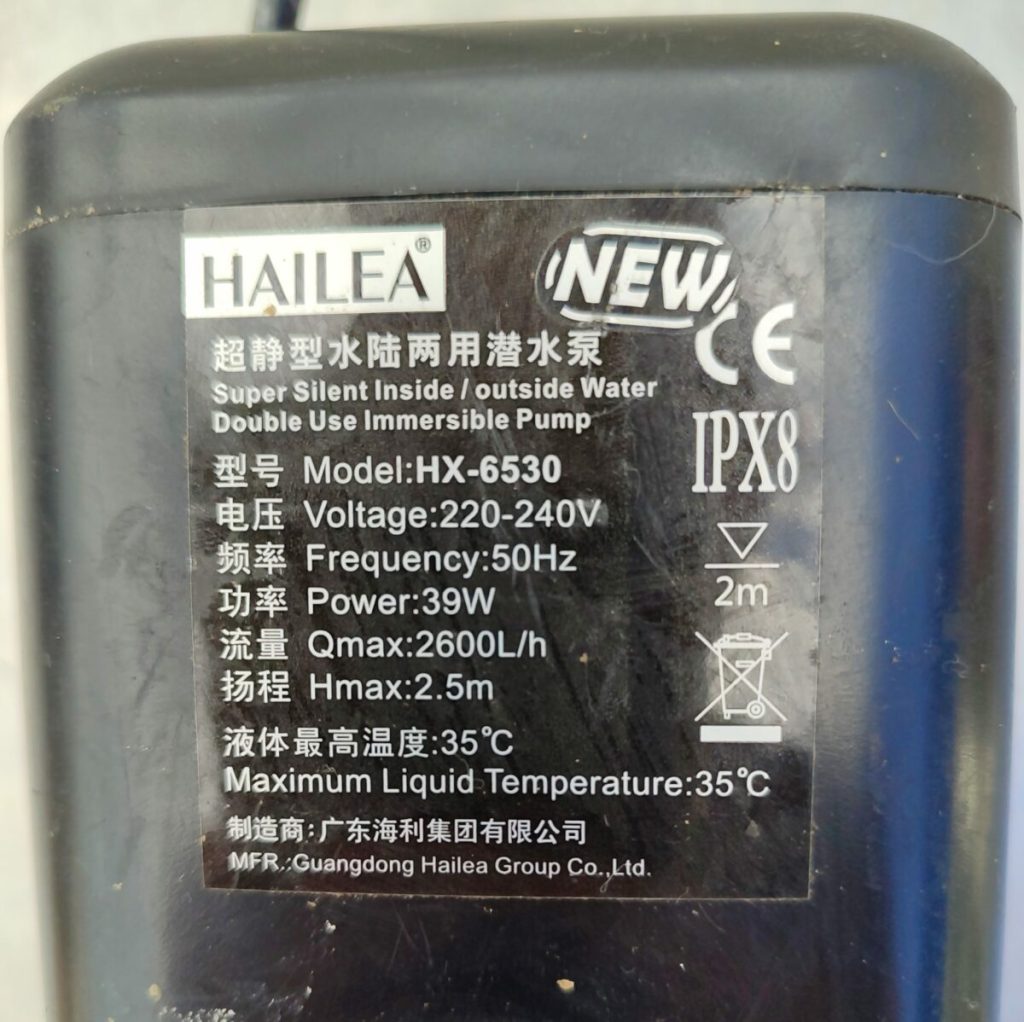 HAILEA®
NEW
CE
超静型水陆两用潜水泵
Super Silent Inside / outside Water
Double Use Immersible Pump
IPX8
型号 Model:HX-6530
电压 Voltage:220-240V
频率 Frequency:50Hz
功率 Power:39W
2m
流量 Qmax:2600L/h
扬程 Hmax:2.5m
液体最高温度:35℃
Maximum Liquid Temperature:35℃
制造商:广东海利集团有限公司
MFR.:Guangdong Hailea Group Co.,Ltd.